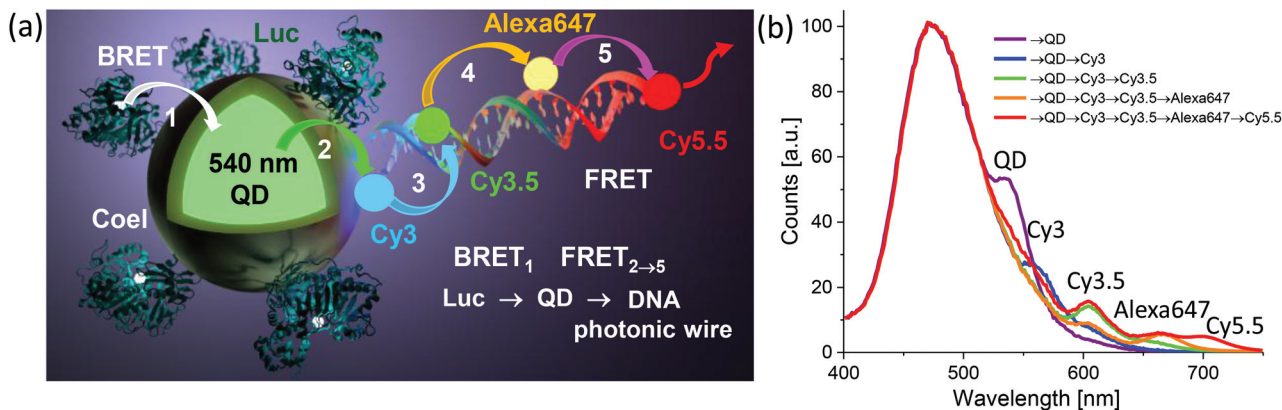 (a)
Luc
Alexa647
BRET
1
4
5
540 nm
QD
2
3
Cy3.5
Cy5.5
FRET
Coel
Cy3
BRET₁ FRET₂→₅
Luc → QD → DNA
photonic wire
(b)
100
80
60
40
20
0
Counts [a.u.]
→QD
→QD→Cy3
→QD→Cy3→Cy3.5
→QD→Cy3→Cy3.5→Alexa647
→QD→Cy3→Cy3.5→Alexa647→Cy5.5
QD
Cy3
Cy3.5
Alexa647
Cy5.5
400 500 600 700
Wavelength [nm]